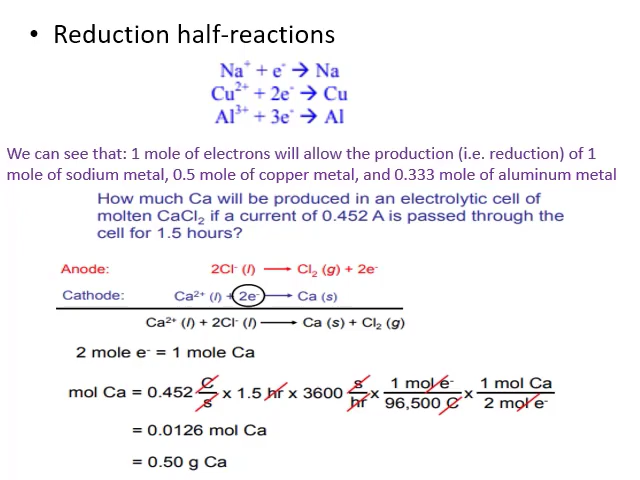 • Reduction half-reactions
Na⁺ + e⁻ → Na
Cu²⁺ + 2e⁻ → Cu
Al³⁺ + 3e⁻ → Al
We can see that: 1 mole of electrons will allow the production (i.e. reduction) of 1
mole of sodium metal, 0.5 mole of copper metal, and 0.333 mole of aluminum metal
How much Ca will be produced in an electrolytic cell of
molten CaCl₂ if a current of 0.452 A is passed through the
cell for 1.5 hours?
Anode: 2Cl⁻ (l) → Cl₂ (g) + 2e⁻
Cathode: Ca²⁺ (l) + 2e⁻ → Ca (s)
Ca²⁺ (l) + 2Cl⁻ (l) → Ca (s) + Cl₂ (g)
2 mole e⁻ = 1 mole Ca
mol Ca = 0.452 C/s x 1.5 hr x 3600 s/hr x 1 mol e⁻/96,500 C x 1 mol Ca/2 mol e⁻
= 0.0126 mol Ca
= 0.50 g Ca